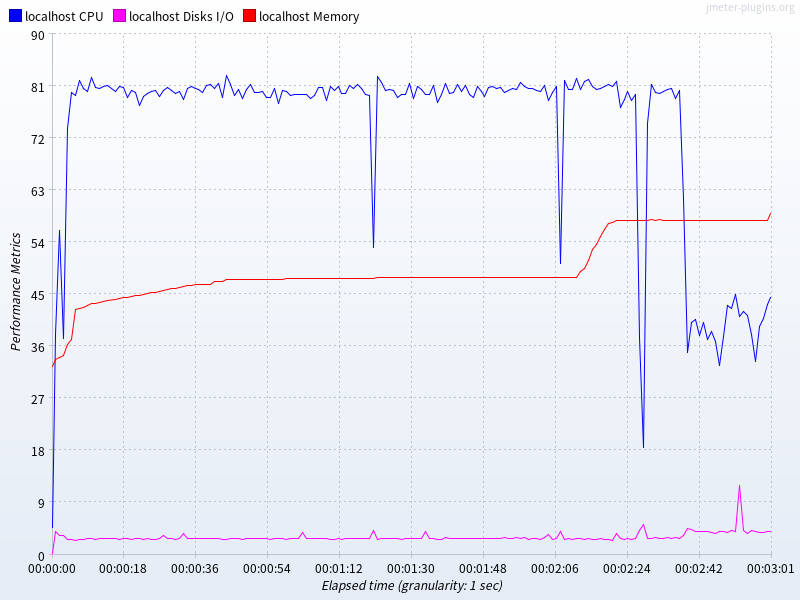 localhost CPU localhost Disks I/O localhost Memory
jmeter-plugins.org
Performance Metrics
90
81
72
63
54
45
36
27
18
9
0
00:00:00 00:00:18 00:00:36 00:00:54 00:01:12 00:01:30 00:01:48 00:02:06 00:02:24 00:02:42 00:03:01
Elapsed time (granularity: 1 sec)